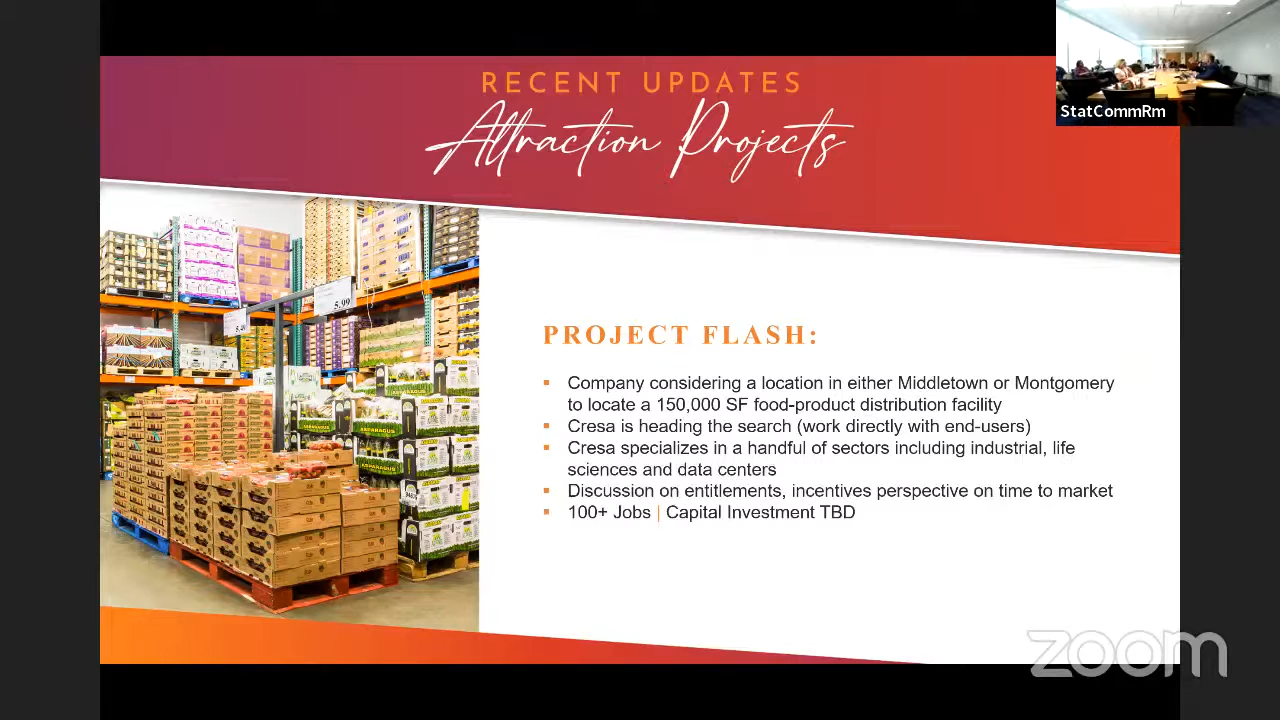 RECENT UPDATES
Attraction Projects
StatCommRm
5.99
5.49
ASPARAGUS
ASPARAGUS
PROJECT FLASH:
▪ Company considering a location in either Middletown or Montgomery
to locate a 150,000 SF food-product distribution facility
▪ Cresa is heading the search (work directly with end-users)
▪ Cresa specializes in a handful of sectors including industrial, life
sciences and data centers
▪ Discussion on entitlements, incentives perspective on time to market
▪ 100+ Jobs | Capital Investment TBD
zoom